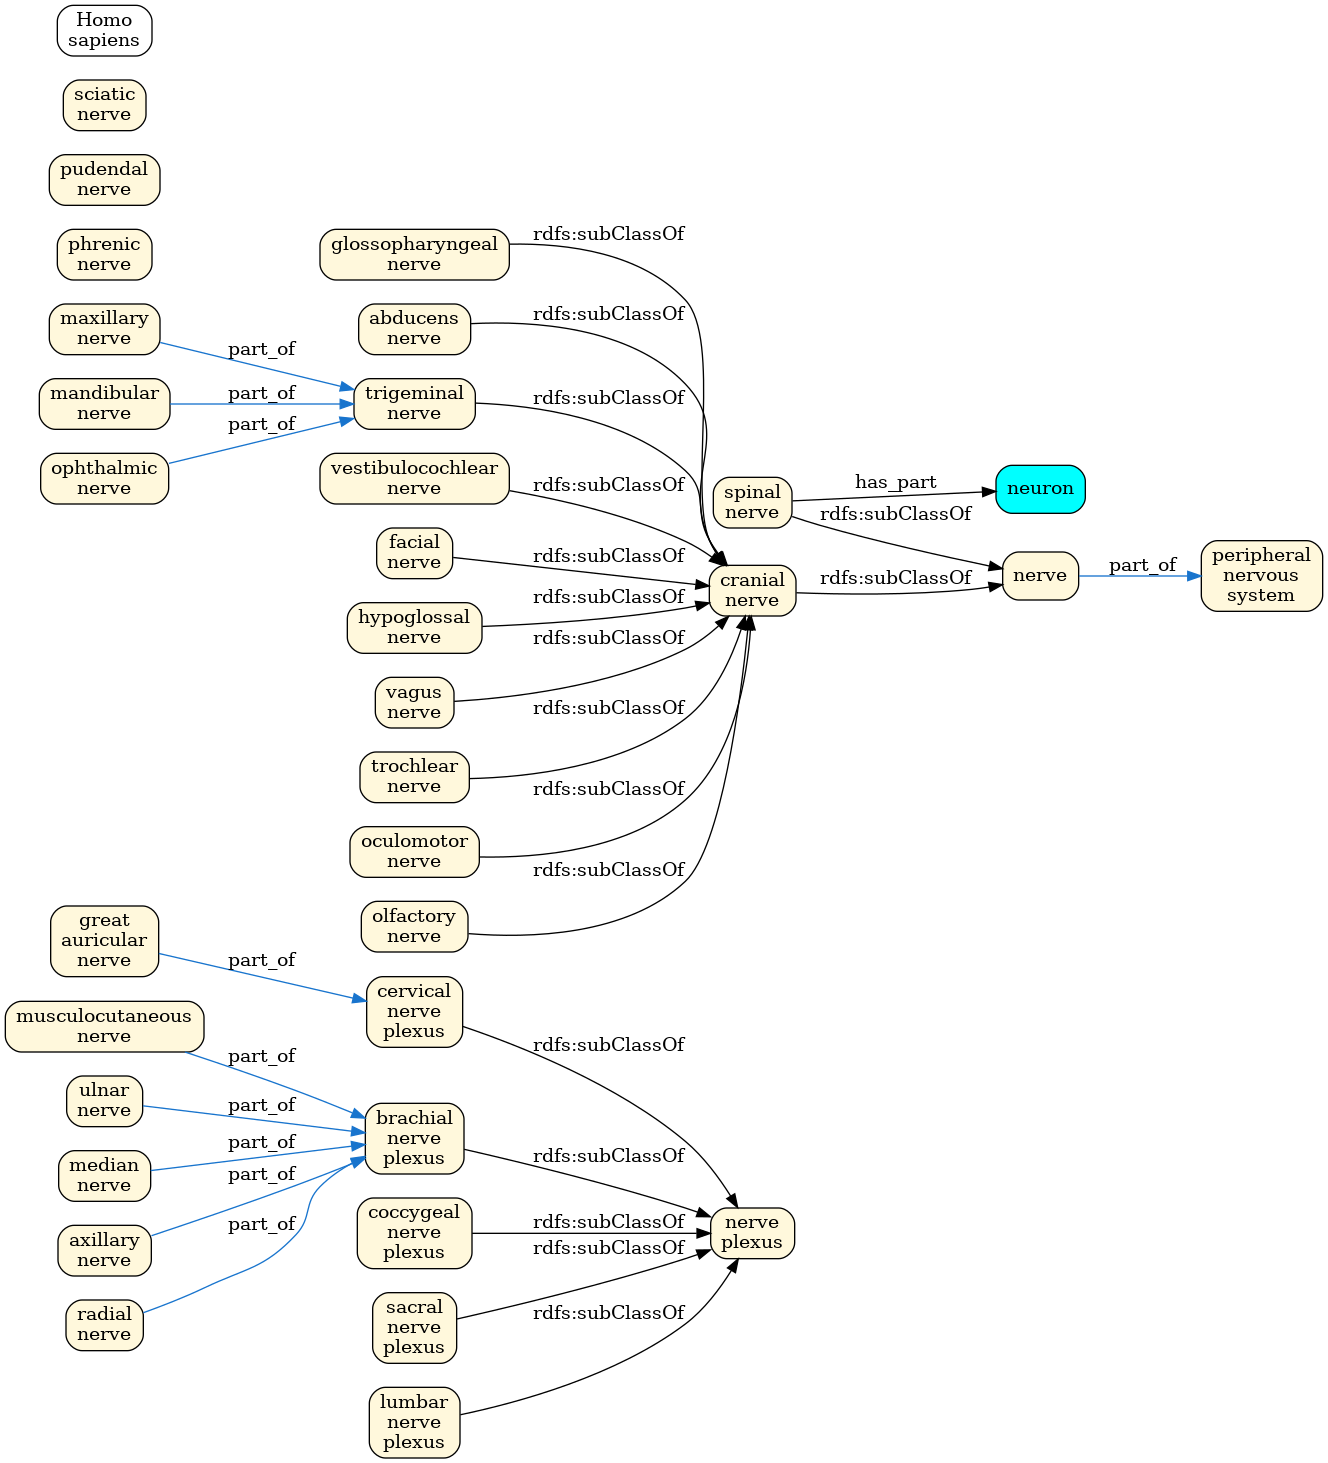 Homo
sapiens
sciatic
nerve
pudendal
nerve
phrenic
nerve
maxillary
nerve
mandibular
nerve
ophthalmic
nerve
part_of
part_of
part_of
glossopharyngeal
nerve
abducens
nerve
trigeminal
nerve
vestibulocochlear
nerve
facial
nerve
hypoglossal
nerve
vagus
nerve
trochlear
nerve
oculomotor
nerve
olfactory
nerve
rdfs:subClassOf
rdfs:subClassOf
rdfs:subClassOf
rdfs:subClassOf
rdfs:subClassOf
rdfs:subClassOf
rdfs:subClassOf
rdfs:subClassOf
rdfs:subClassOf
rdfs:subClassOf
spinal
nerve
cranial
nerve
has_part
rdfs:subClassOf
rdfs:subClassOf
neuron
nerve
part_of
peripheral
nervous
system
great
auricular
nerve
musculocutaneous
nerve
ulnar
nerve
median
nerve
axillary
nerve
radial
nerve
part_of
part_of
part_of
part_of
part_of
part_of
cervical
nerve
plexus
brachial
nerve
plexus
coccygeal
nerve
plexus
sacral
nerve
plexus
lumbar
nerve
plexus
rdfs:subClassOf
rdfs:subClassOf
rdfs:subClassOf
rdfs:subClassOf
rdfs:subClassOf
nerve
plexus